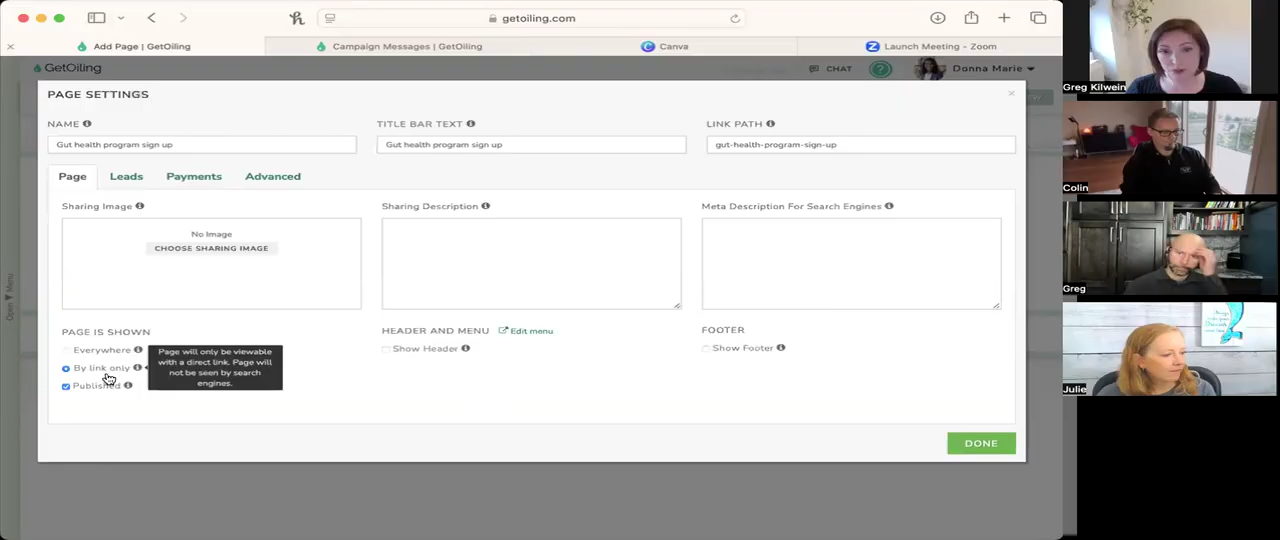 getoiling.com
Add Page | GetOiling
Campaign Messages | GetOiling
Canva
Launch Meeting - Zoom
GetOiling
CHAT
?
Donna Marie
PAGE SETTINGS
NAME
TITLE BAR TEXT
LINK PATH
Gut health program sign up
Gut health program sign up
gut-health-program-sign-up
Page
Leads
Payments
Advanced
Sharing Image
Sharing Description
Meta Description For Search Engines
No Image
CHOOSE SHARING IMAGE
PAGE IS SHOWN
HEADER AND MENU
Edit menu
FOOTER
Everywhere
By link only
Published
Page will only be viewable
with a direct link. Page will
not be seen by search
engines.
Show Header
Show Footer
DONE
Open Menu
Greg Kilwein
Colin
Greg
Julie